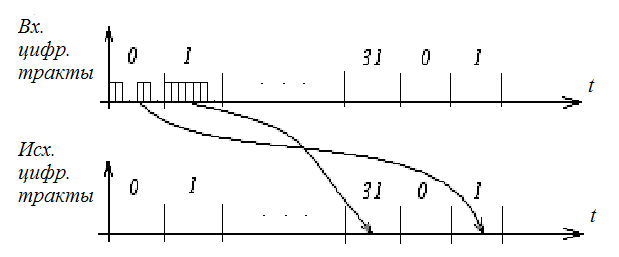 Вх.
цифр.
тракты
0 1 . . . 31 0 1
t
Исх.
цифр.
тракты
0 1 . . . 31 0 1
t